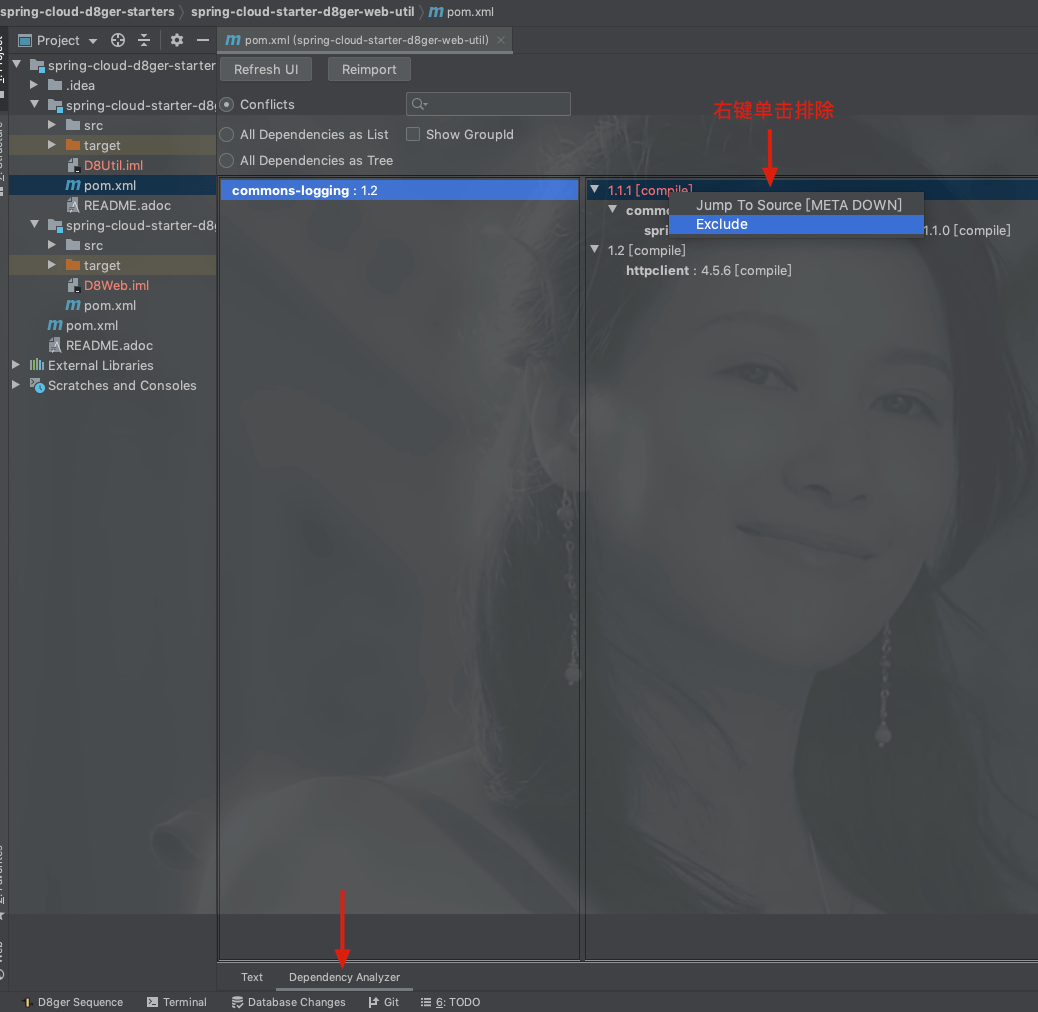 spring-cloud-d8ger-starters spring-cloud-starter-d8ger-web-util pom.xml
Project
pom.xml (spring-cloud-starter-d8ger-web-util)
spring-cloud-d8ger-starter
.idea
spring-cloud-starter-d8g
src
target
D8Util.iml
pom.xml
README.adoc
spring-cloud-starter-d8g
src
target
D8Web.iml
pom.xml
pom.xml
README.adoc
External Libraries
Scratches and Consoles
Refresh UI
Reimport
Conflicts
All Dependencies as List
Show GroupId
All Dependencies as Tree
右键单击排除
commons-logging : 1.2
1.1.1 [compile]
Jump To Source [META DOWN]
Exclude
1.1.0 [compile]
1.2 [compile]
httpclient : 4.5.6 [compile]
Text
Dependency Analyzer
D8ger Sequence
Terminal
Database Changes
Git
6: TODO